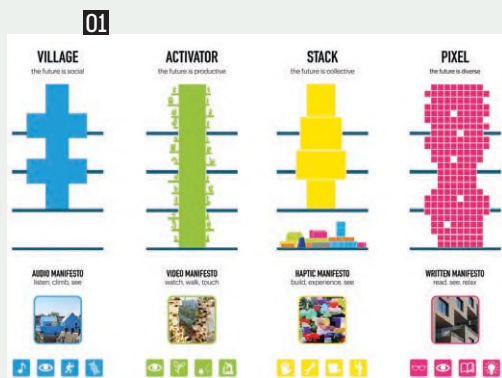 01
VILLAGE
the future is social
ACTIVATOR
the future is productive
STACK
the future is collective
PIXEL
the future is diverse
AUDIO MANIFESTO
listen, climb, see
VIDEO MANIFESTO
watch, walk, touch
HAPTIC MANIFESTO
build, experience, see
WRITTEN MANIFESTO
read, see, relax